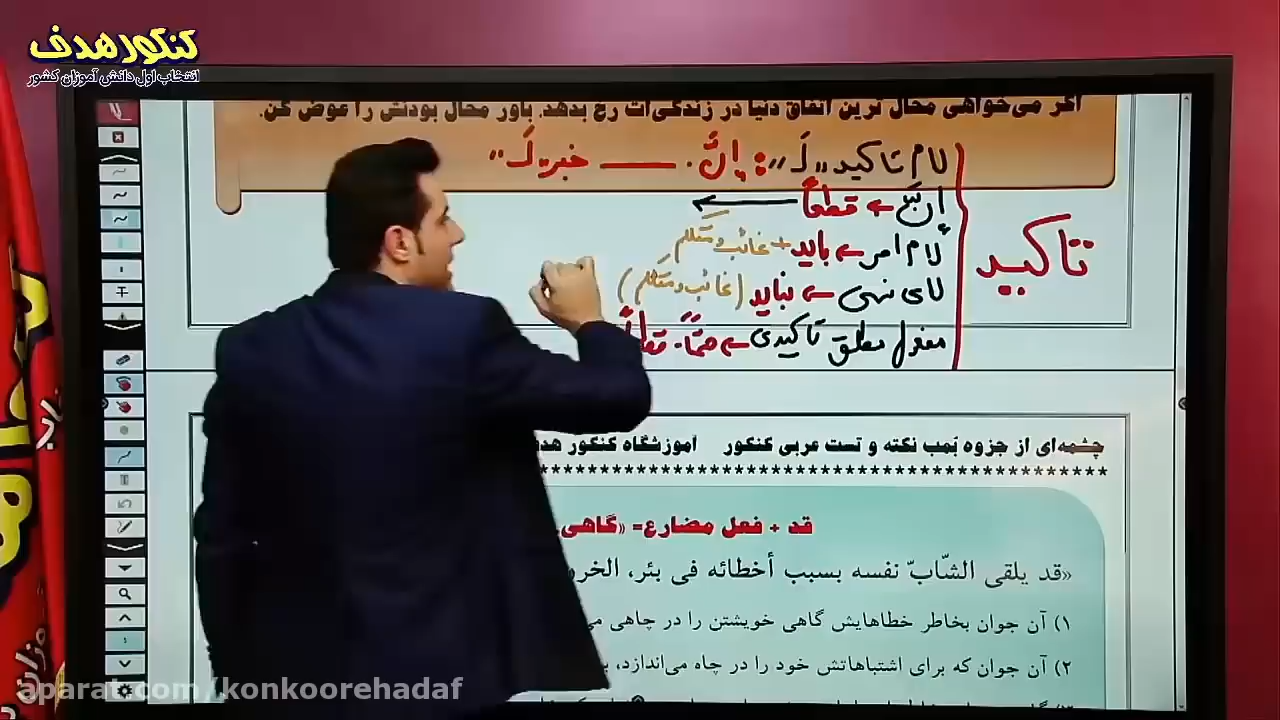 کنکور هدف
انتخاب اول دانش آموزان کشور
اگر می‌خواهی محال ترین اتفاق دنیا در زندگی‌ات رخ بدهد، باور محال بودنش را عوض کن.
تاکید
لام تاکید «لَ»: إنَّ. ــــ خبره لَـ"
إنَّ ← قطعاً
لام امر ← باید + غائب و متکلم
لای نهی ← نباید (غائب و متکلم)
مفعول مطلق تاکیدی ← حتماً. قطعاً
چشمه‌ای از جزوه بمب نکته و تست عربی کنکور آموزشگاه کنکور هدف
قد + فعل مضارع= «گاهی
«قد یلقی الشّابّ نفسه بسبب أخطائه فی بئر،
۱) آن جوان بخاطر خطاهایش گاهی خویشتن را در چاهی
۲) آن جوان که برای اشتباهاتش خود را در چاه می‌اندازد،
aparat.com/konkoorehadaf